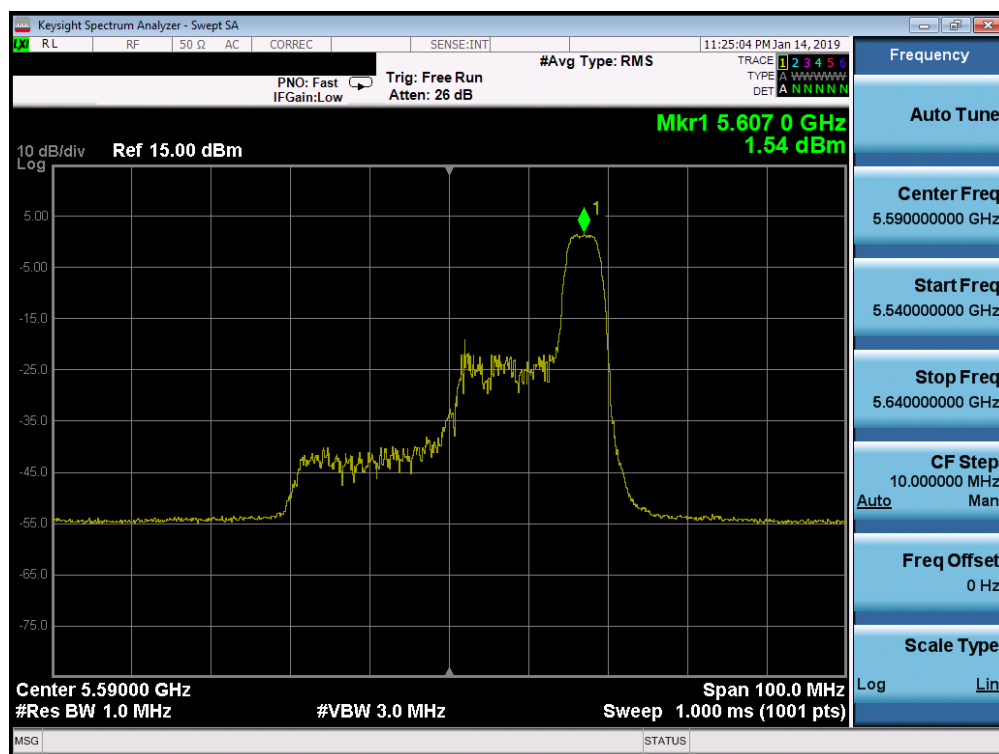 Keysight Spectrum Analyzer - Swept SA
LXI RL RF 50 Ω AC CORREC SENSE:INT 11:25:04 PM Jan 14, 2019
#Avg Type: RMS TRACE 1 2 3 4 5 6
PNO: Fast Trig: Free Run TYPE A WWWWW
IFGain:Low Atten: 26 dB DET A N N N N N
Mkr1 5.607 0 GHz
1.54 dBm
10 dB/div Ref 15.00 dBm
Log
1
5.00
-5.00
-15.0
-25.0
-35.0
-45.0
-55.0
-65.0
-75.0
Center 5.59000 GHz Span 100.0 MHz
#Res BW 1.0 MHz #VBW 3.0 MHz Sweep 1.000 ms (1001 pts)
MSG STATUS
Frequency
Auto Tune
Center Freq
5.590000000 GHz
Start Freq
5.540000000 GHz
Stop Freq
5.640000000 GHz
CF Step
10.000000 MHz
Auto Man
Freq Offset
0 Hz
Scale Type
Log Lin